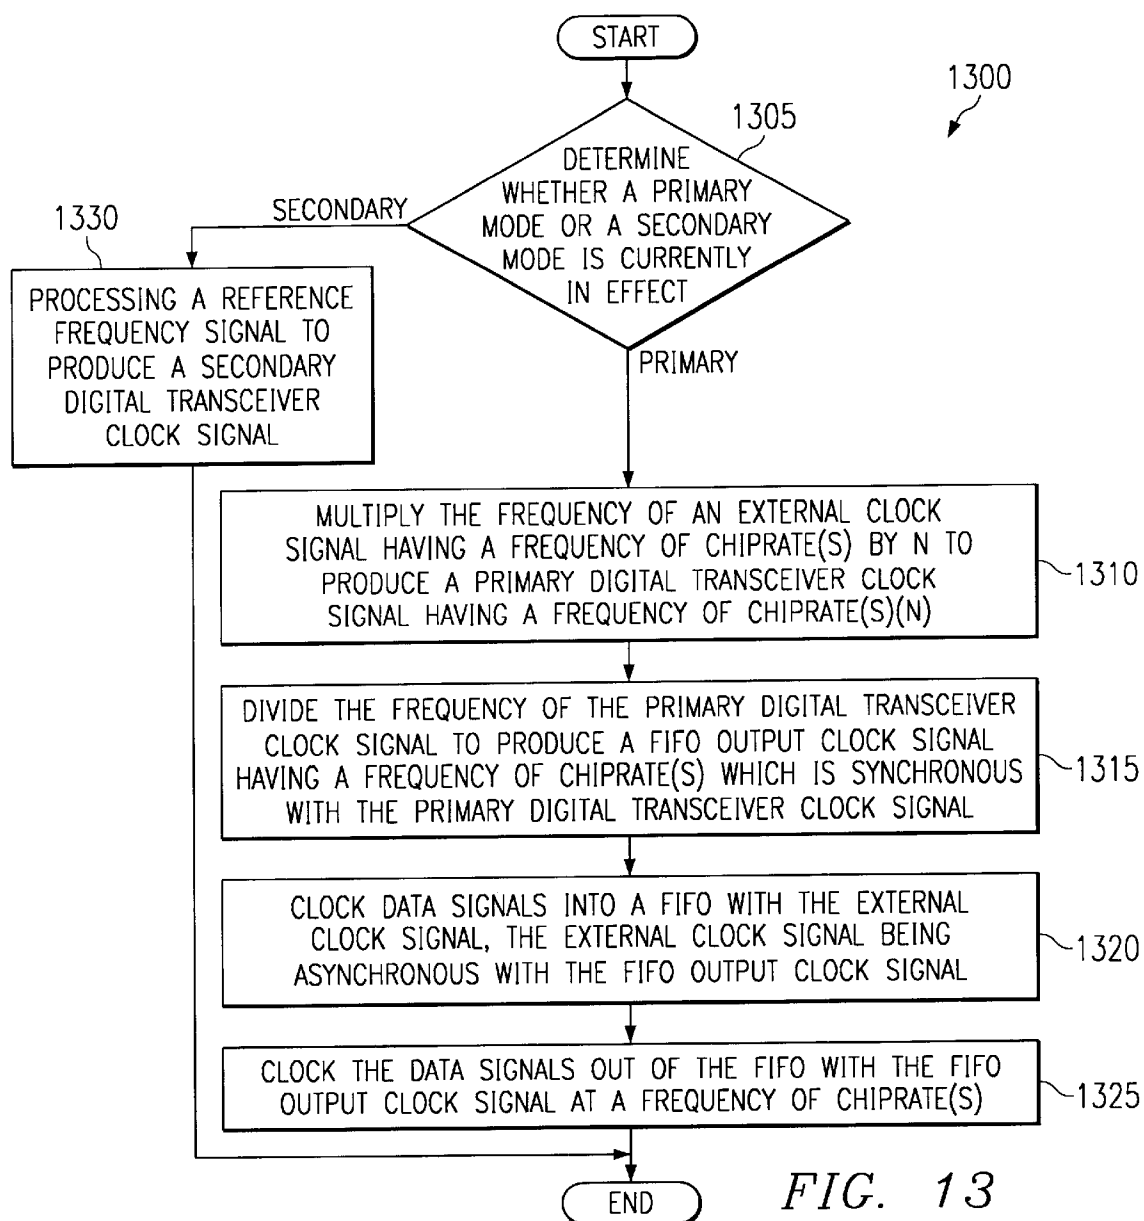 START
1300
1305
DETERMINE
WHETHER A PRIMARY
MODE OR A SECONDARY
MODE IS CURRENTLY
IN EFFECT
SECONDARY
PRIMARY
1330
PROCESSING A REFERENCE
FREQUENCY SIGNAL TO
PRODUCE A SECONDARY
DIGITAL TRANSCEIVER
CLOCK SIGNAL
MULTIPLY THE FREQUENCY OF AN EXTERNAL CLOCK
SIGNAL HAVING A FREQUENCY OF CHIPRATE(S) BY N TO
PRODUCE A PRIMARY DIGITAL TRANSCEIVER CLOCK
SIGNAL HAVING A FREQUENCY OF CHIPRATE(S)(N)
1310
DIVIDE THE FREQUENCY OF THE PRIMARY DIGITAL TRANSCEIVER
CLOCK SIGNAL TO PRODUCE A FIFO OUTPUT CLOCK SIGNAL
HAVING A FREQUENCY OF CHIPRATE(S) WHICH IS SYNCHRONOUS
WITH THE PRIMARY DIGITAL TRANSCEIVER CLOCK SIGNAL
1315
CLOCK DATA SIGNALS INTO A FIFO WITH THE EXTERNAL
CLOCK SIGNAL, THE EXTERNAL CLOCK SIGNAL BEING
ASYNCHRONOUS WITH THE FIFO OUTPUT CLOCK SIGNAL
1320
CLOCK THE DATA SIGNALS OUT OF THE FIFO WITH THE FIFO
OUTPUT CLOCK SIGNAL AT A FREQUENCY OF CHIPRATE(S)
1325
END
FIG. 13